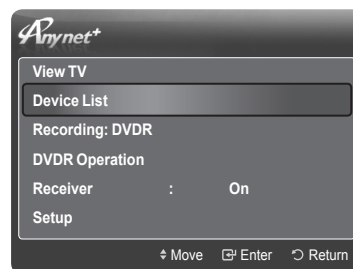 Anynet+
View TV
Device List
Recording: DVDR
DVDR Operation
Receiver : On
Setup
Move Enter Return